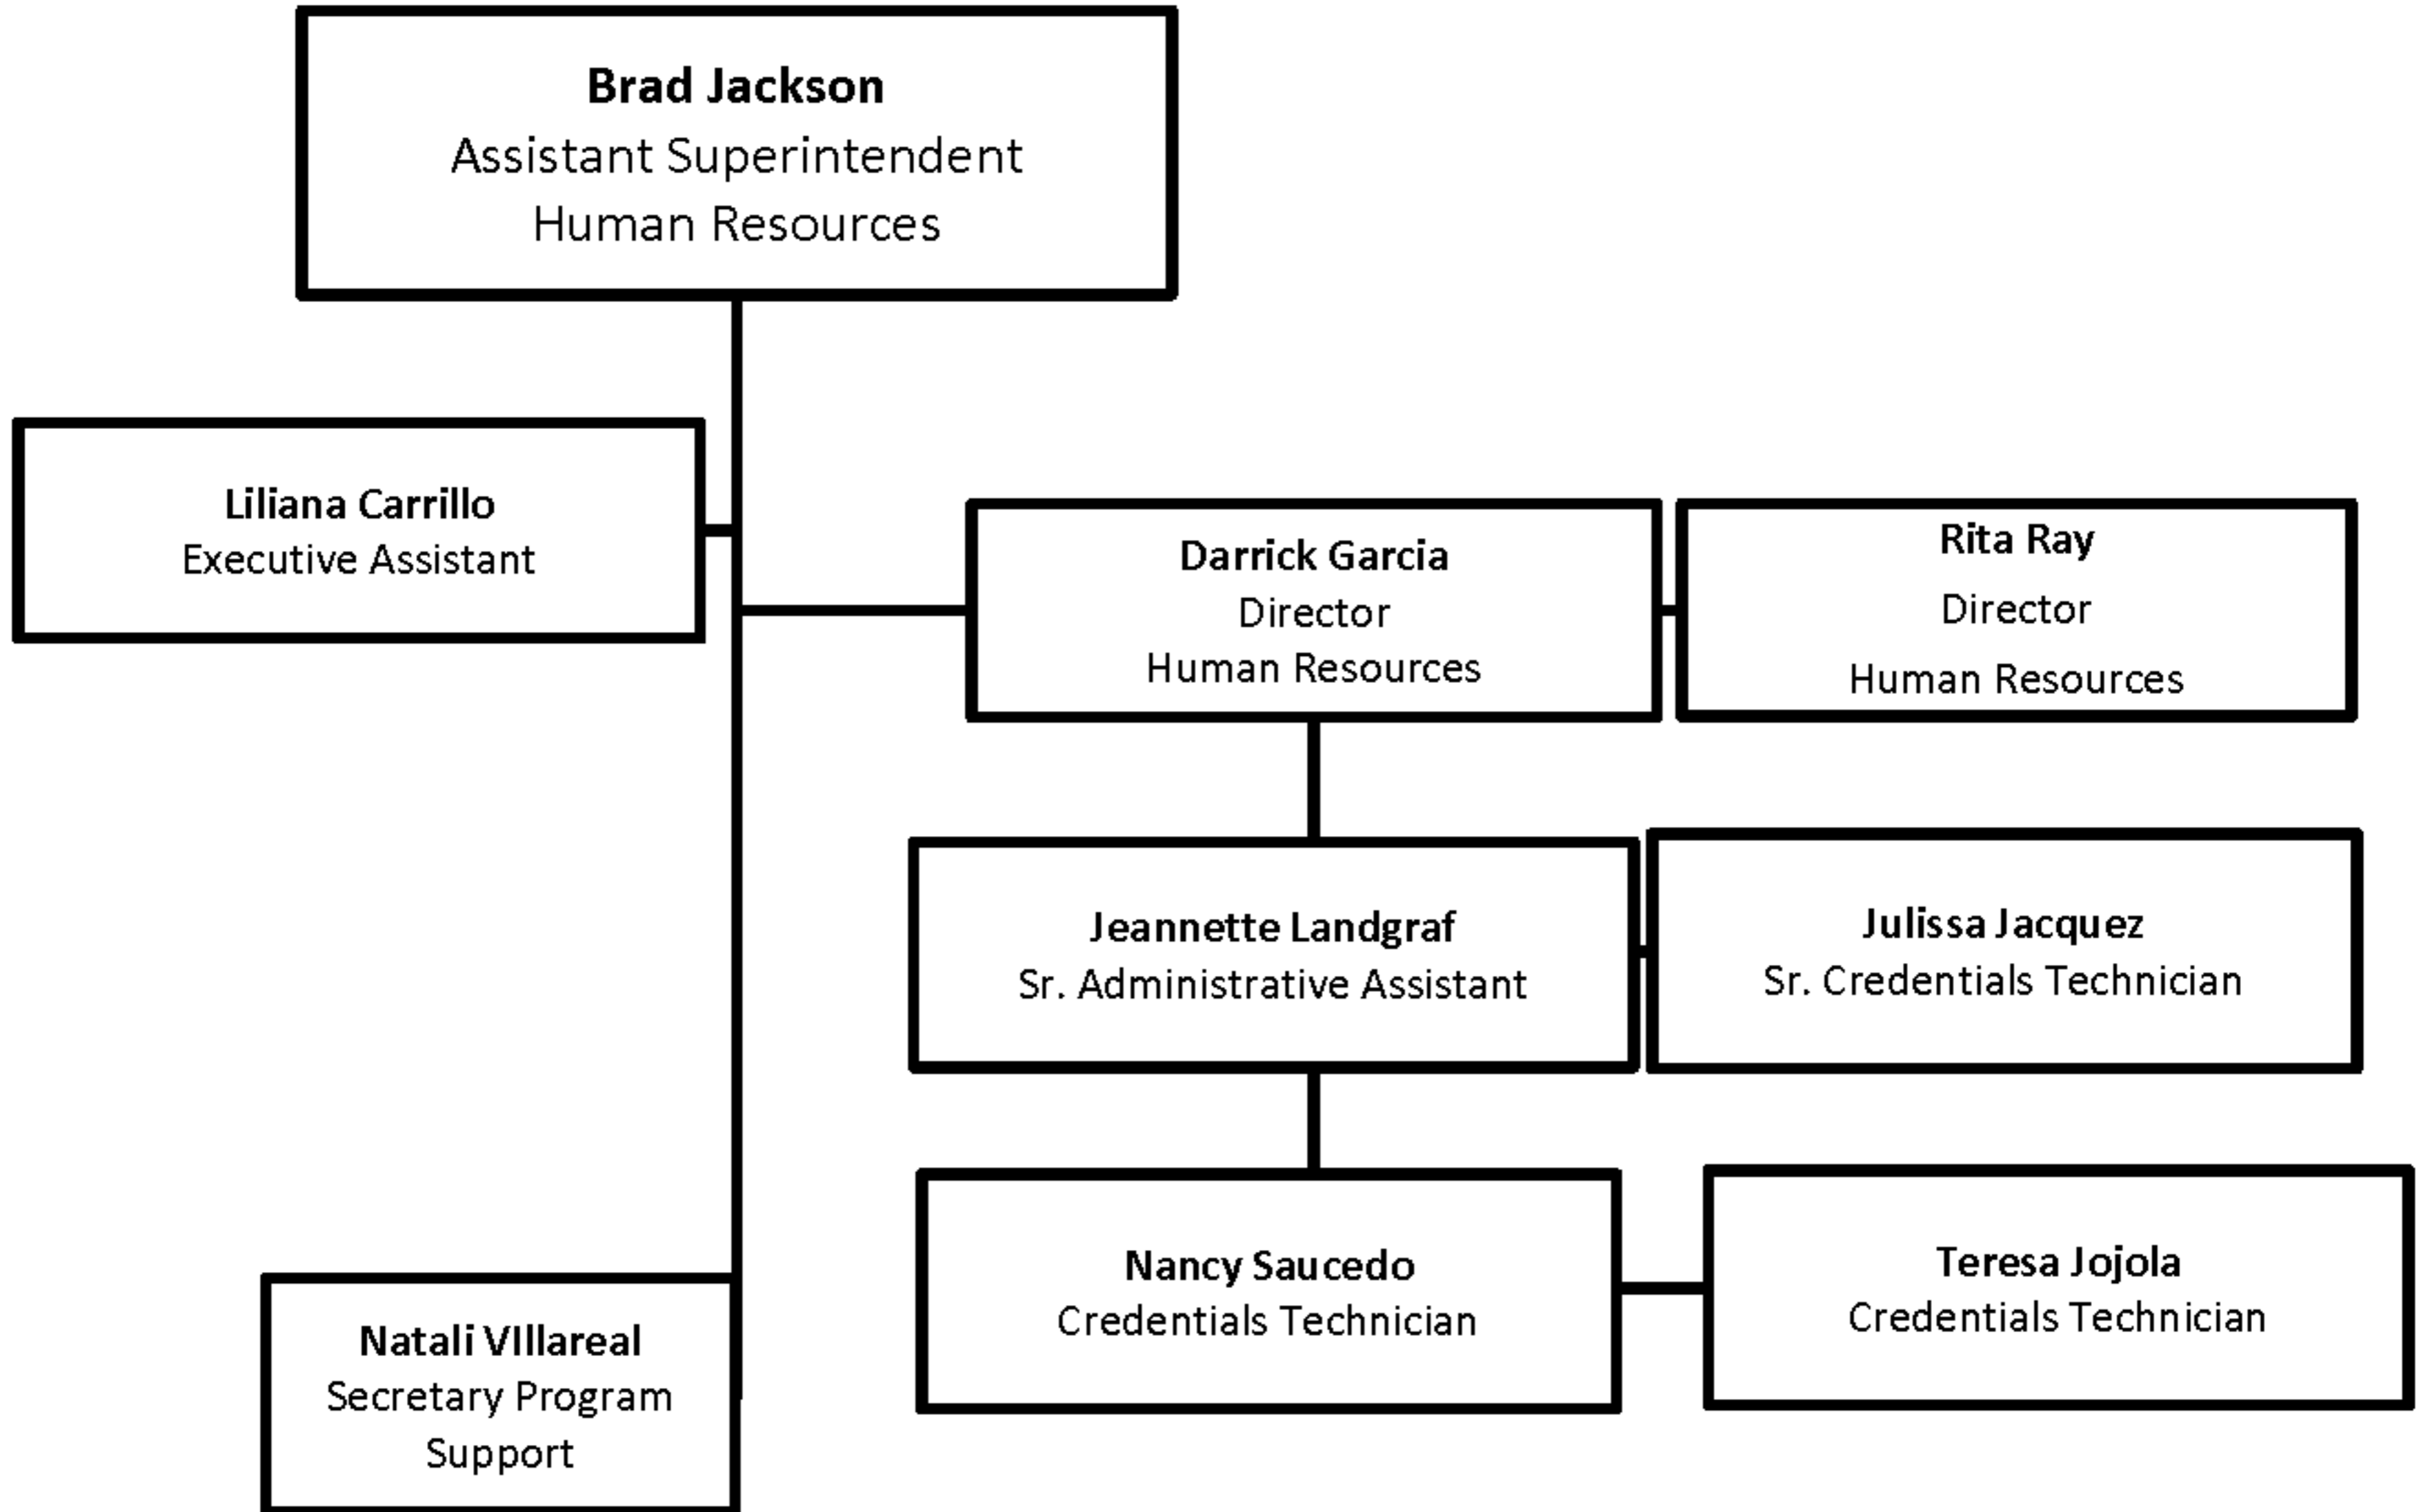 Brad Jackson
Assistant Superintendent
Human Resources
Liliana Carrillo
Executive Assistant
Darrick Garcia
Director
Human Resources
Rita Ray
Director
Human Resources
Jeannette Landgraf
Sr. Administrative Assistant
Julissa Jacquez
Sr. Credentials Technician
Nancy Saucedo
Credentials Technician
Teresa Jojola
Credentials Technician
Natali VIllareal
Secretary Program
Support